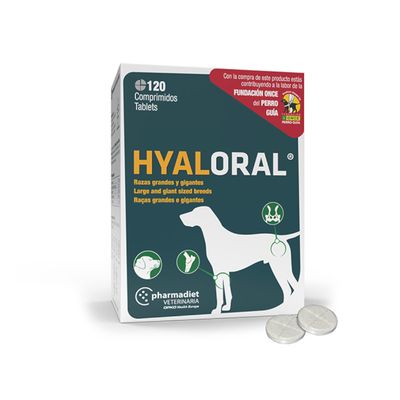 120
Comprimidos
Tablets
Con la compra de este producto estás
contribuyendo a la labor de la
FUNDACIÓN ONCE
del PERRO
GUÍA
HYALORAL®
Razas grandes y gigantes
Large and giant sized breeds
Raças grandes e gigantes
pharmadiet
VETERINARIA